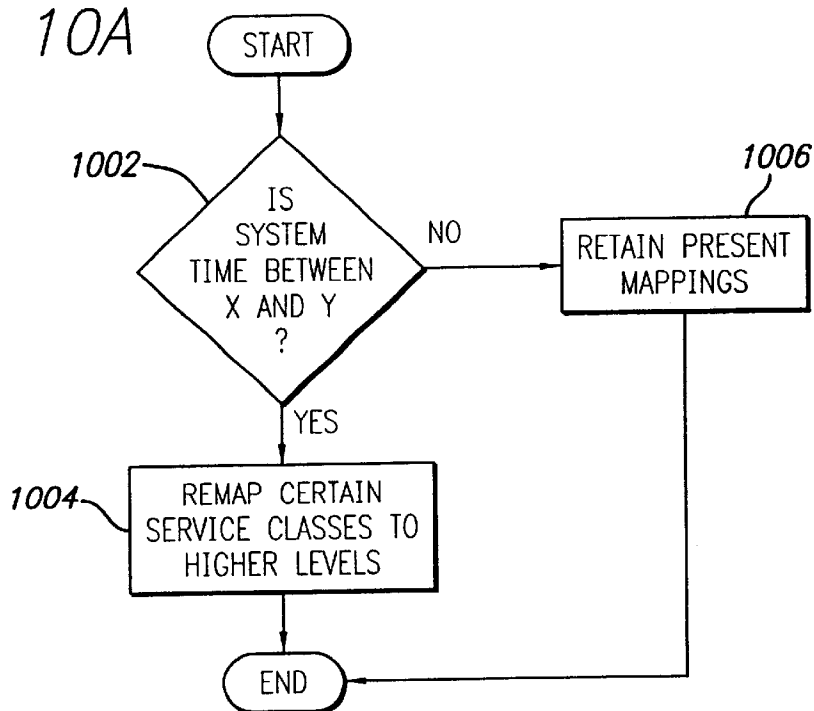 10A
START
1002
IS
SYSTEM
TIME BETWEEN
X AND Y
?
NO
1006
RETAIN PRESENT
MAPPINGS
YES
1004
REMAP CERTAIN
SERVICE CLASSES TO
HIGHER LEVELS
END